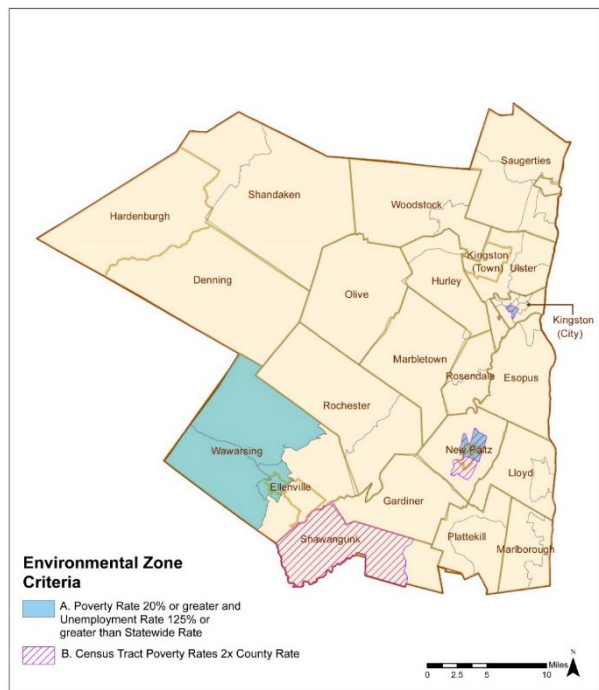 Saugerties
Shandaken
Woodstock
Hardenburgh
Kingston
(Town)
Ulster
Denning
Hurley
Olive
Kingston
(City)
Marbletown
Rosendale
Esopus
Rochester
Wawarsing
New Paltz
Lloyd
Ellenville
Gardiner
Shawangunk
Plattekill
Marlborough
Environmental Zone
Criteria
A. Poverty Rate 20% or greater and
Unemployment Rate 125% or
greater than Statewide Rate
B. Census Tract Poverty Rates 2x County Rate
N
Miles
0 2.5 5 10